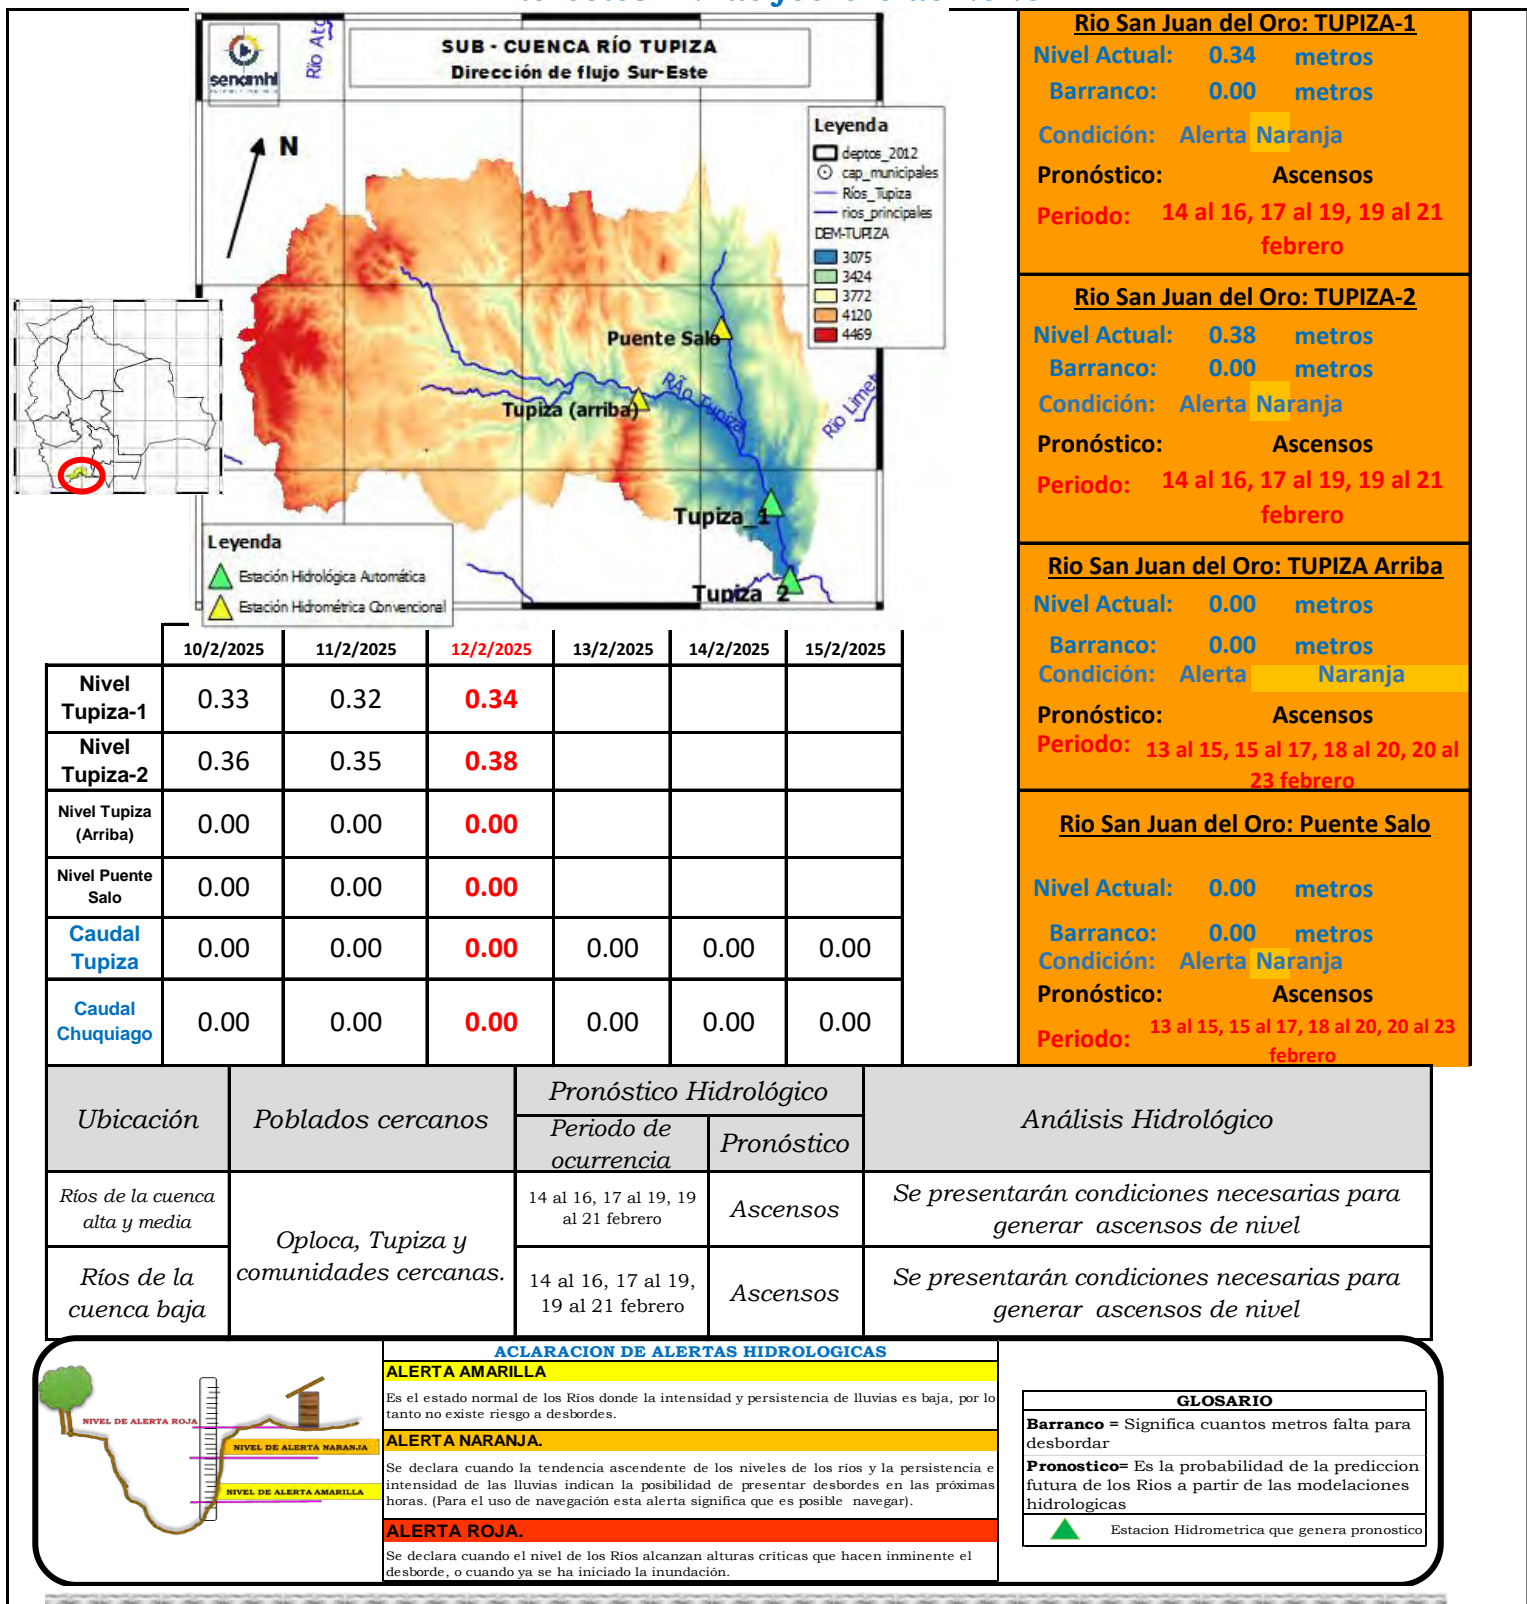 SUB - CUENCA RÍO TUPIZA
Dirección de flujo Sur-Este
senamhi
Río Ato
N
Leyenda
deptos_2012
cap_municipales
Ríos_Tupiza
rios_principales
DEM-TUPIZA
3075
3424
3772
4120
4469
Puente Salo
RÃo Tupiza
Tupiza (arriba)
Río Limet
Tupiza_1
Tupiza_2
Leyenda
Estación Hidrológica Automática
Estación Hidrométrica Convencional
Rio San Juan del Oro: TUPIZA-1
Nivel Actual: 0.34 metros
Barranco: 0.00 metros
Condición: Alerta Naranja
Pronóstico: Ascensos
Periodo: 14 al 16, 17 al 19, 19 al 21
febrero
Rio San Juan del Oro: TUPIZA-2
Nivel Actual: 0.38 metros
Barranco: 0.00 metros
Condición: Alerta Naranja
Pronóstico: Ascensos
Periodo: 14 al 16, 17 al 19, 19 al 21
febrero
Rio San Juan del Oro: TUPIZA Arriba
Nivel Actual: 0.00 metros
Barranco: 0.00 metros
Condición: Alerta Naranja
Pronóstico: Ascensos
Periodo: 13 al 15, 15 al 17, 18 al 20, 20 al
23 febrero
Rio San Juan del Oro: Puente Salo
Nivel Actual: 0.00 metros
Barranco: 0.00 metros
Condición: Alerta Naranja
Pronóstico: Ascensos
Periodo: 13 al 15, 15 al 17, 18 al 20, 20 al 23
febrero
10/2/2025 11/2/2025 12/2/2025 13/2/2025 14/2/2025 15/2/2025
Nivel
Tupiza-1 0.33 0.32 0.34
Nivel
Tupiza-2 0.36 0.35 0.38
Nivel Tupiza
(Arriba) 0.00 0.00 0.00
Nivel Puente
Salo 0.00 0.00 0.00
Caudal
Tupiza 0.00 0.00 0.00 0.00 0.00 0.00
Caudal
Chuquiago 0.00 0.00 0.00 0.00 0.00 0.00
Ubicación Poblados cercanos Pronóstico Hidrológico Análisis Hidrológico
Periodo de
ocurrencia Pronóstico
Ríos de la cuenca
alta y media
Oploca, Tupiza y
comunidades cercanas.
14 al 16, 17 al 19, 19
al 21 febrero
Ascensos
Se presentarán condiciones necesarias para
generar ascensos de nivel
Ríos de la
cuenca baja
14 al 16, 17 al 19,
19 al 21 febrero
Ascensos
Se presentarán condiciones necesarias para
generar ascensos de nivel
NIVEL DE ALERTA ROJA
NIVEL DE ALERTA NARANJA
NIVEL DE ALERTA AMARILLA
ACLARACION DE ALERTAS HIDROLOGICAS
ALERTA AMARILLA
Es el estado normal de los Rios donde la intensidad y persistencia de lluvias es baja, por lo
tanto no existe riesgo a desbordes.
ALERTA NARANJA.
Se declara cuando la tendencia ascendente de los niveles de los ríos y la persistencia e
intensidad de las lluvias indican la posibilidad de presentar desbordes en las próximas
horas. (Para el uso de navegación esta alerta significa que es posible navegar).
ALERTA ROJA.
Se declara cuando el nivel de los Rios alcanzan alturas criticas que hacen inminente el
desborde, o cuando ya se ha iniciado la inundación.
GLOSARIO
Barranco = Significa cuantos metros falta para
desbordar
Pronostico= Es la probabilidad de la prediccion
futura de los Rios a partir de las modelaciones
hidrologicas
Estacion Hidrometrica que genera pronostico